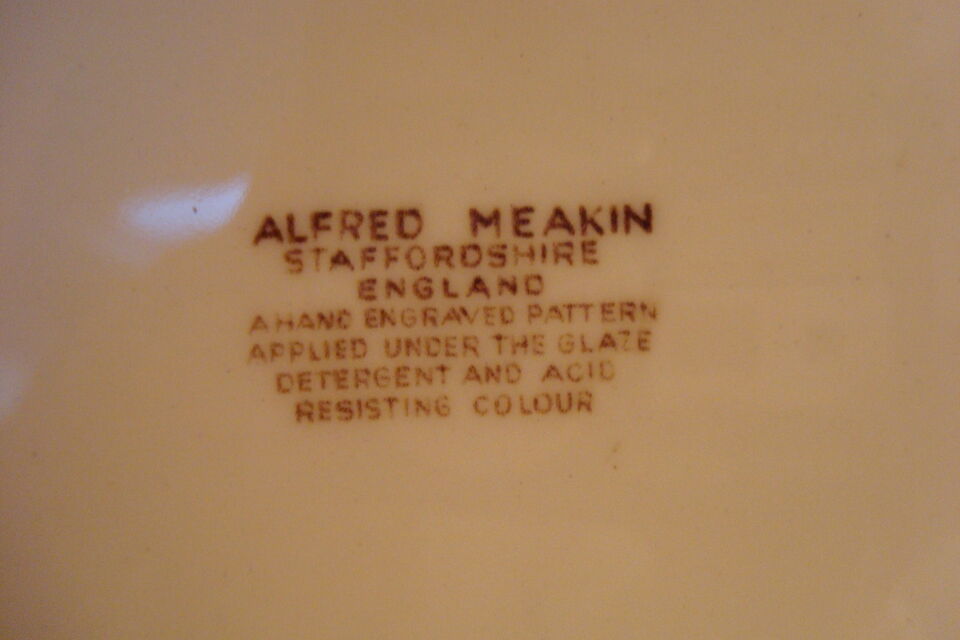 ALFRED MEAKIN
STAFFORDSHIRE
ENGLAND
A HAND ENGRAVED PATTERN
APPLIED UNDER THE GLAZE
DETERGENT AND ACID
RESISTING COLOUR